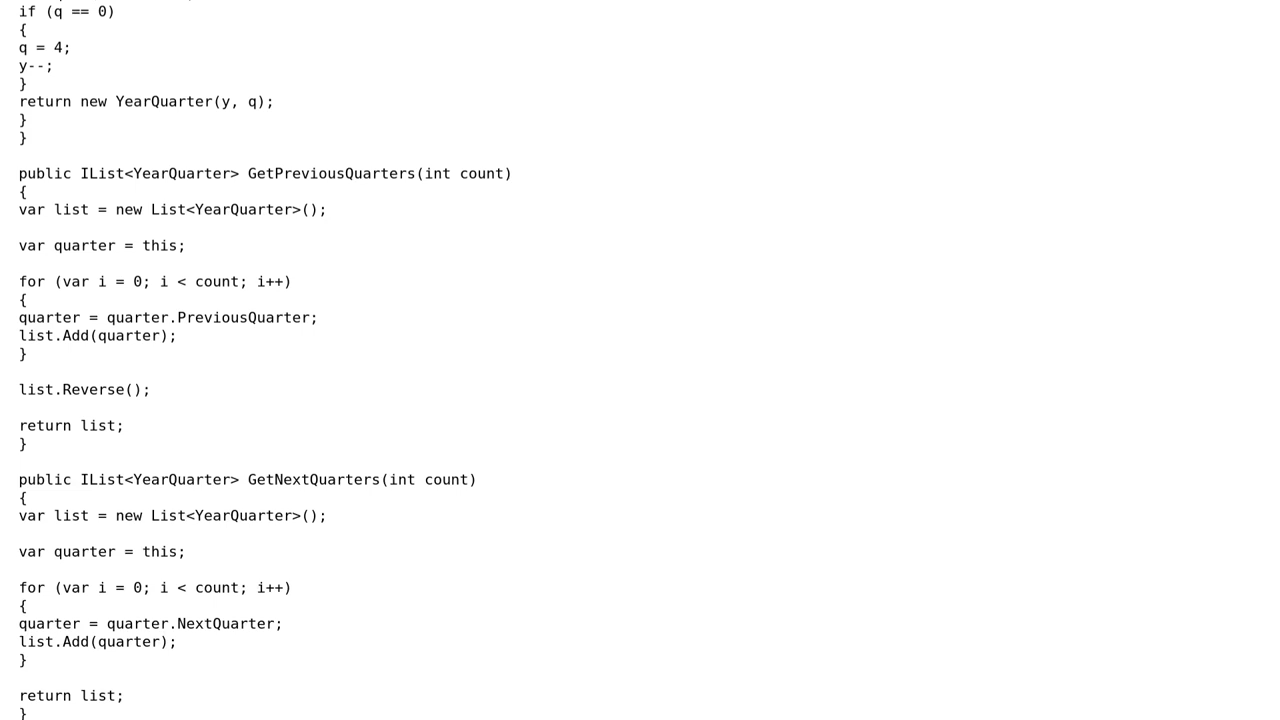 if (q == 0)
{
q = 4;
y--;
}
return new YearQuarter(y, q);
}
}

public IList<YearQuarter> GetPreviousQuarters(int count)
{
var list = new List<YearQuarter>();

var quarter = this;

for (var i = 0; i < count; i++)
{
quarter = quarter.PreviousQuarter;
list.Add(quarter);
}

list.Reverse();

return list;
}

public IList<YearQuarter> GetNextQuarters(int count)
{
var list = new List<YearQuarter>();

var quarter = this;

for (var i = 0; i < count; i++)
{
quarter = quarter.NextQuarter;
list.Add(quarter);
}

return list;
}